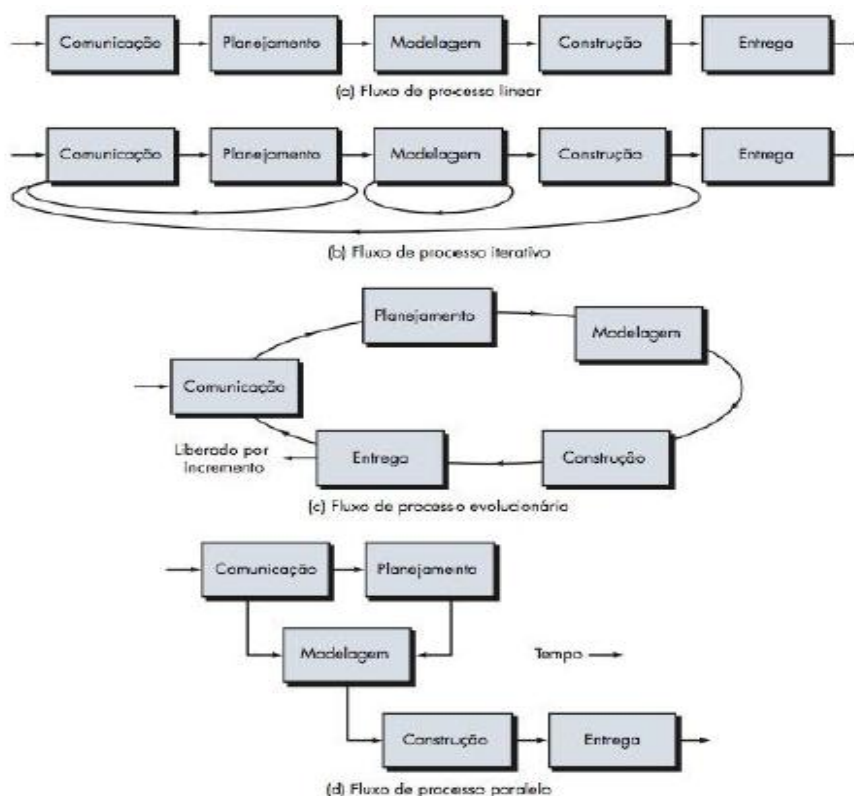 Comunicação Planejamento Modelagem Construção Entrega
(a) Fluxo de processo linear
Comunicação Planejamento Modelagem Construção Entrega
(b) Fluxo de processo iterativo
Planejamento
Modelagem
Comunicação
Liberado por
incremento
Entrega
Construção
(c) Fluxo de processo evolucionário
Comunicação Planejamento
Modelagem
Tempo
Construção Entrega
(d) Fluxo de processo paralelo